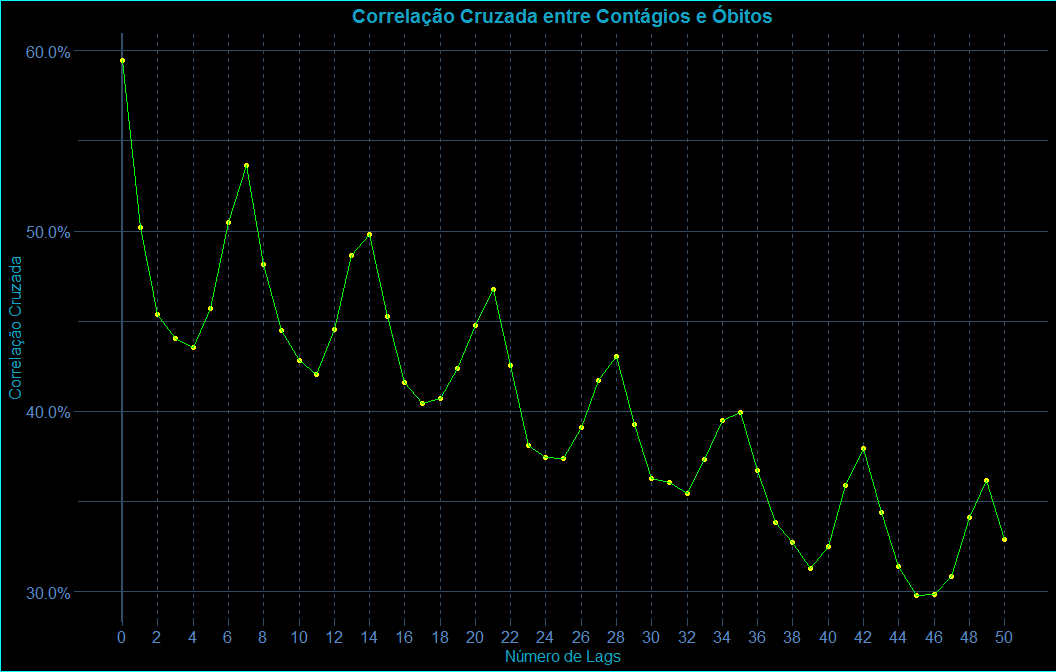 Correlação Cruzada entre Contágios e Óbitos
60.0%
50.0%
40.0%
30.0%
Correlação Cruzada
0 2 4 6 8 10 12 14 16 18 20 22 24 26 28 30 32 34 36 38 40 42 44 46 48 50
Número de Lags